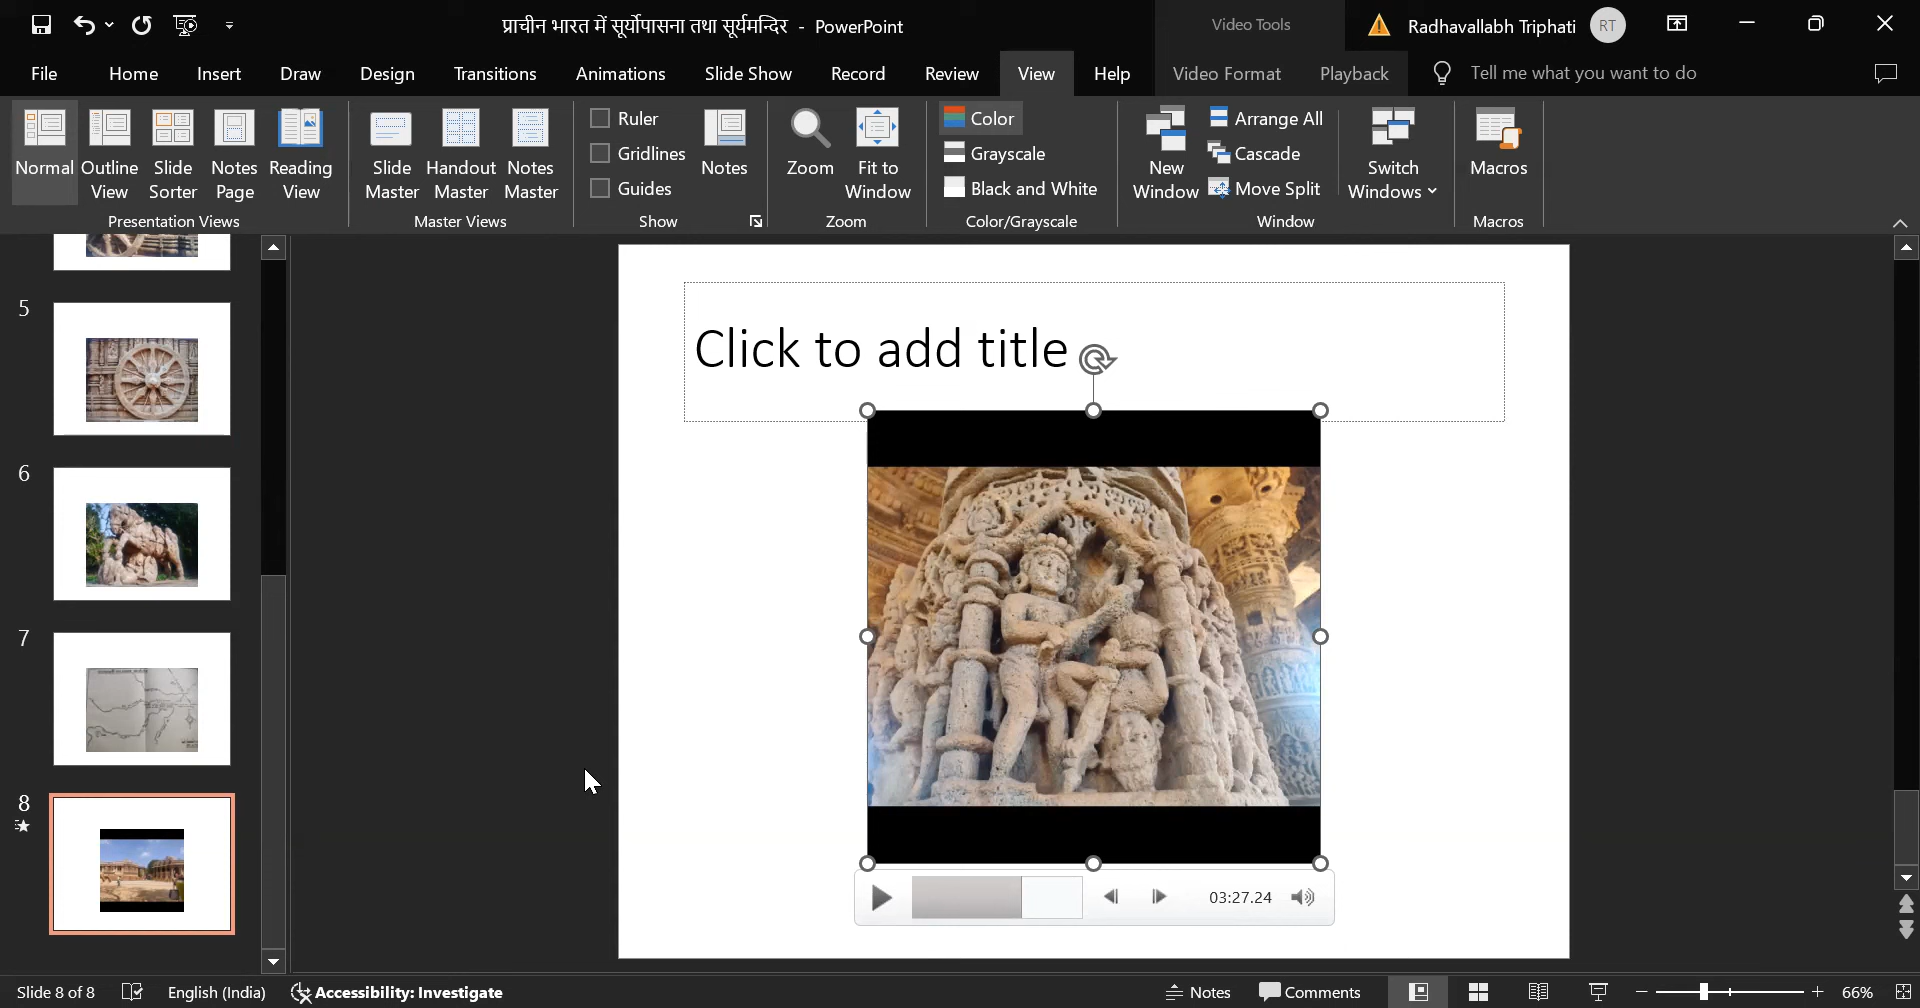 प्राचीन भारत में सूर्योपासना तथा सूर्यमन्दिर - PowerPoint
Video Tools
Radhavallabh Triphati RT
File Home Insert Draw Design Transitions Animations Slide Show Record Review View Help Video Format Playback Tell me what you want to do
Normal
Outline View
Slide Sorter
Notes Page
Reading View
Presentation Views
Slide Master
Handout Master
Notes Master
Master Views
Ruler
Gridlines
Guides
Notes
Show
Zoom
Fit to Window
Zoom
Color
Grayscale
Black and White
Color/Grayscale
New Window
Arrange All
Cascade
Move Split
Switch Windows
Window
Macros
Macros
5
6
7
8
Click to add title
03:27.24
Slide 8 of 8 English (India) Accessibility: Investigate Notes Comments 66%